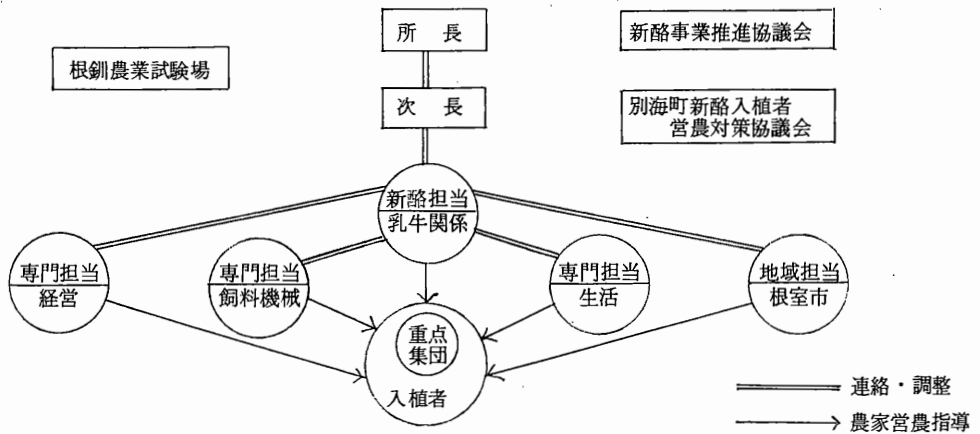 所 長
新酪事業推進協議会
根釧農業試験場
次 長
別海町新酪入植者
営農対策協議会
新酪担当
乳牛関係
専門担当
経営
専門担当
飼料機械
専門担当
生活
地域担当
根室市
重点
集団
入植者
連絡・調整
農家営農指導